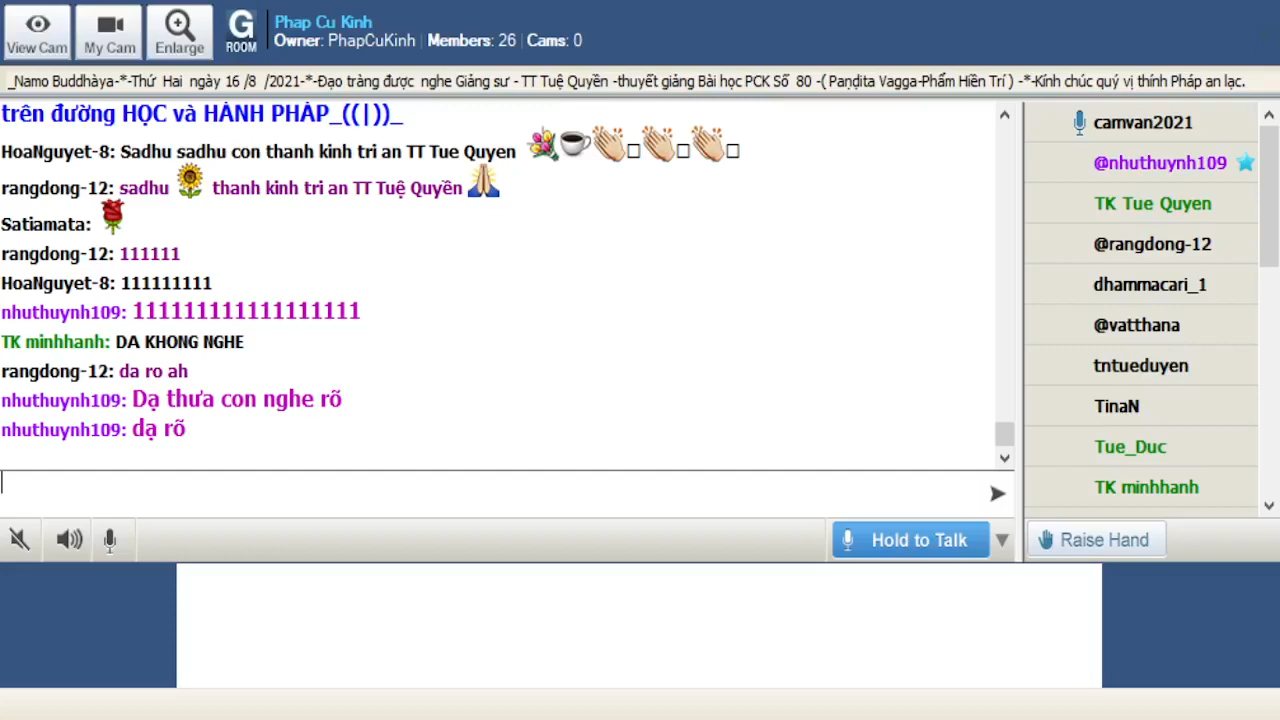 View Cam
My Cam
Enlarge
G
ROOM
Phap Cu Kinh
Owner: PhapCuKinh Members: 26 Cams: 0
_Namo Buddhàya-*-Thứ Hai ngày 16 /8 /2021-*-Đạo tràng được nghe Giảng sư - TT Tuệ Quyền -thuyết giảng Bài học PCK Số 80 -( Paṇḍita Vagga-Phẩm Hiền Trí ) -*-Kính chúc quý vị thính Pháp an lạc.
trên đường HỌC và HÀNH PHÁP_((|))_
HoaNguyet-8: Sadhu sadhu con thanh kinh tri an TT Tue Quyen
rangdong-12: sadhu thanh kinh tri an TT Tuệ Quyền
Satiamata:
rangdong-12: 111111
HoaNguyet-8: 111111111
nhuthuynh109: 111111111111111111
TK minhhanh: DA KHONG NGHE
rangdong-12: da ro ah
nhuthuynh109: Dạ thưa con nghe rõ
nhuthuynh109: dạ rõ
camvan2021
@nhuthuynh109
TK Tue Quyen
@rangdong-12
dhammacari_1
@vatthana
tntueduyen
TinaN
Tue_Duc
TK minhhanh
Hold to Talk
Raise Hand